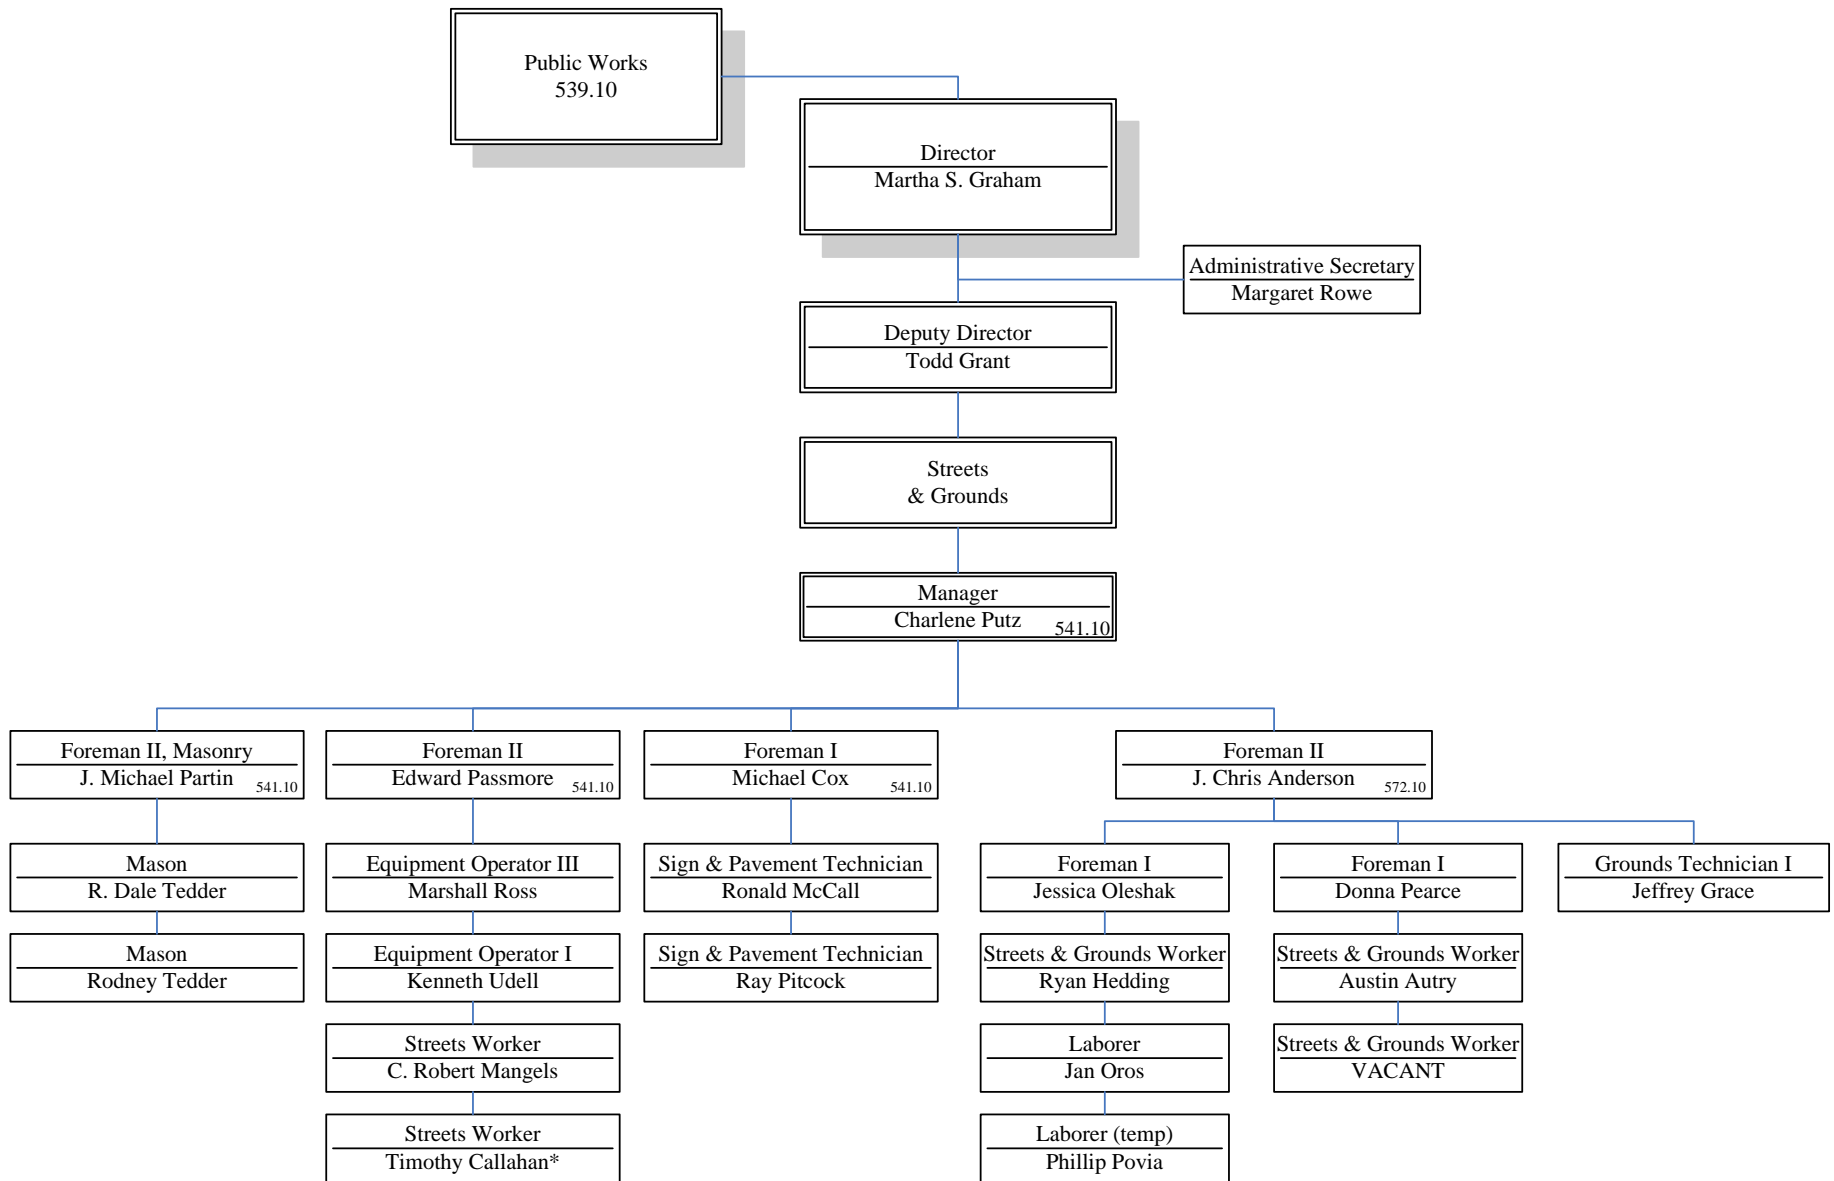 Public Works
539.10
Director
Martha S. Graham
Administrative Secretary
Margaret Rowe
Deputy Director
Todd Grant
Streets
& Grounds
Manager
Charlene Putz
541.10
Foreman II, Masonry
J. Michael Partin
541.10
Foreman II
Edward Passmore
541.10
Foreman I
Michael Cox
541.10
Foreman II
J. Chris Anderson
572.10
Mason
R. Dale Tedder
Mason
Rodney Tedder
Equipment Operator III
Marshall Ross
Equipment Operator I
Kenneth Udell
Streets Worker
C. Robert Mangels
Streets Worker
Timothy Callahan*
Sign & Pavement Technician
Ronald McCall
Sign & Pavement Technician
Ray Pitcock
Foreman I
Jessica Oleshak
Streets & Grounds Worker
Ryan Hedding
Laborer
Jan Oros
Laborer (temp)
Phillip Povia
Foreman I
Donna Pearce
Streets & Grounds Worker
Austin Autry
Streets & Grounds Worker
VACANT
Grounds Technician I
Jeffrey Grace